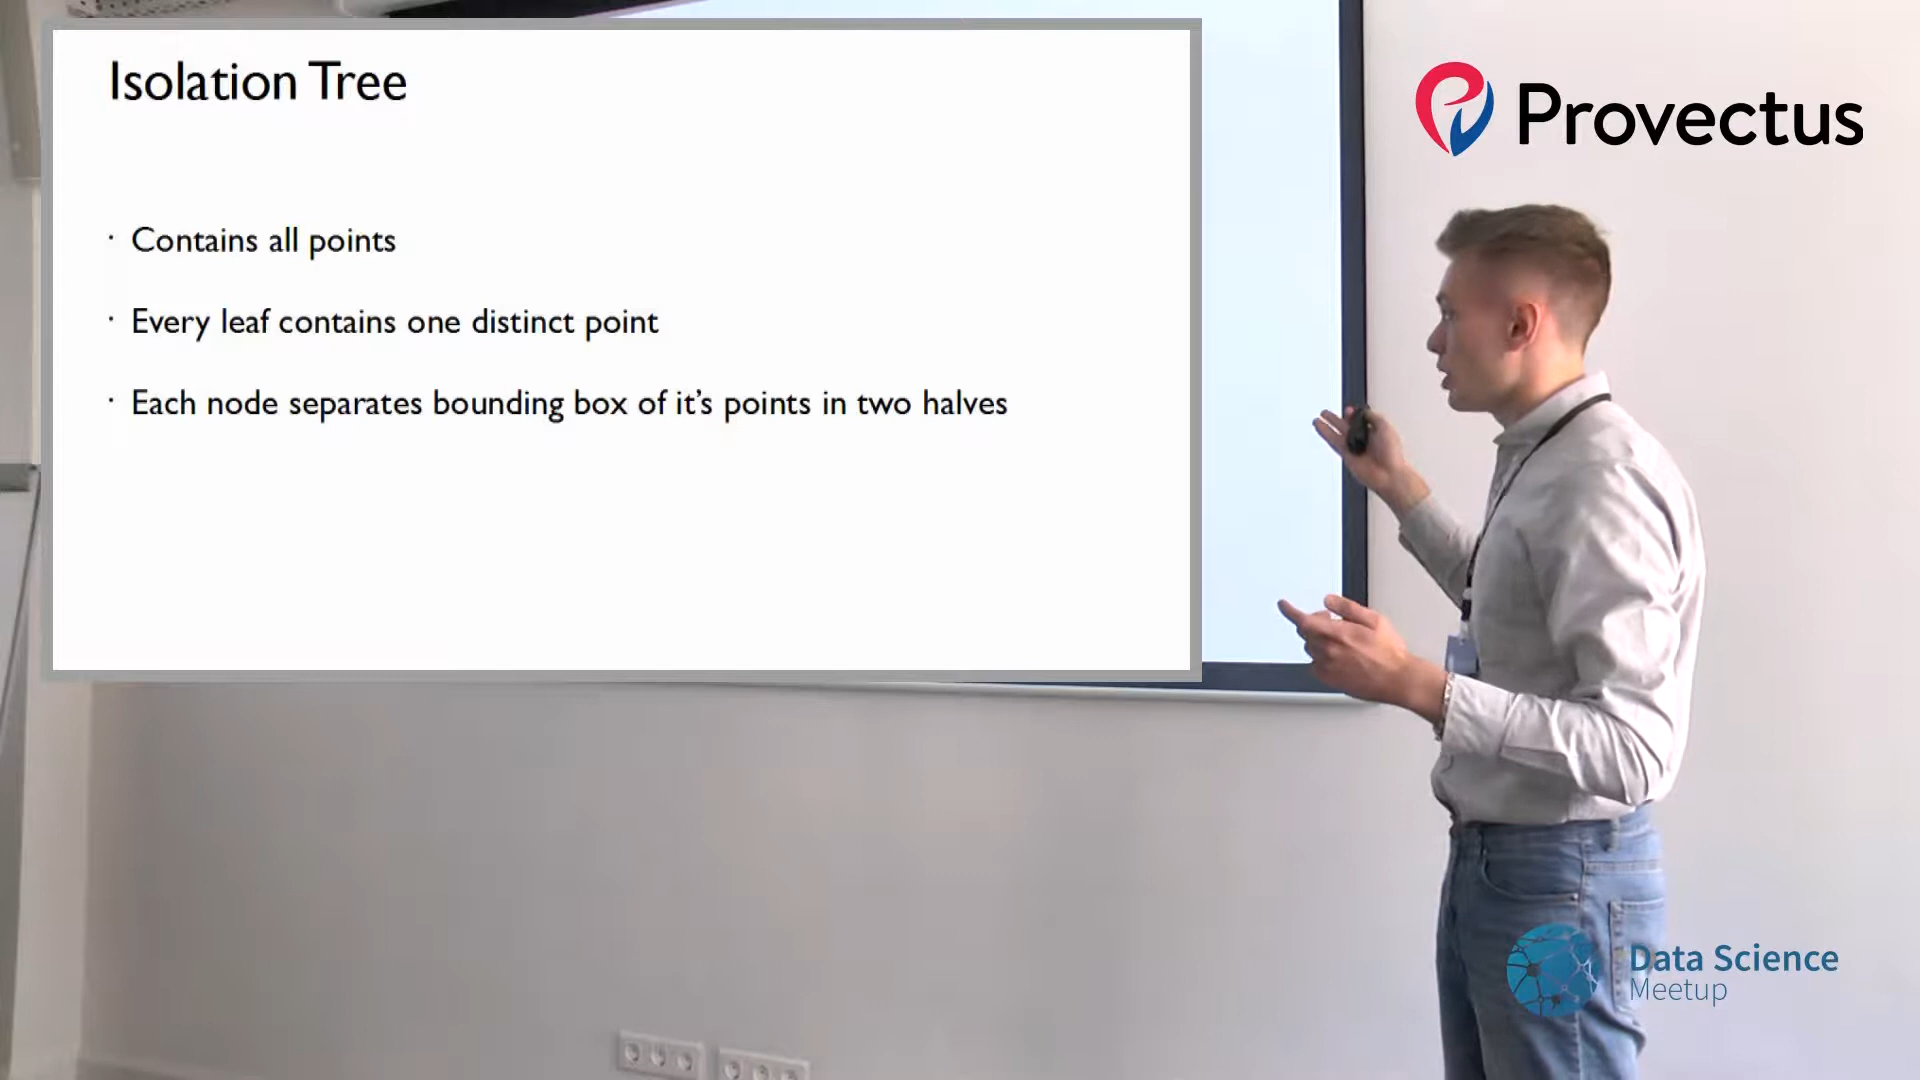 Isolation Tree
Provectus
· Contains all points
· Every leaf contains one distinct point
· Each node separates bounding box of it's points in two halves
Data Science
Meetup